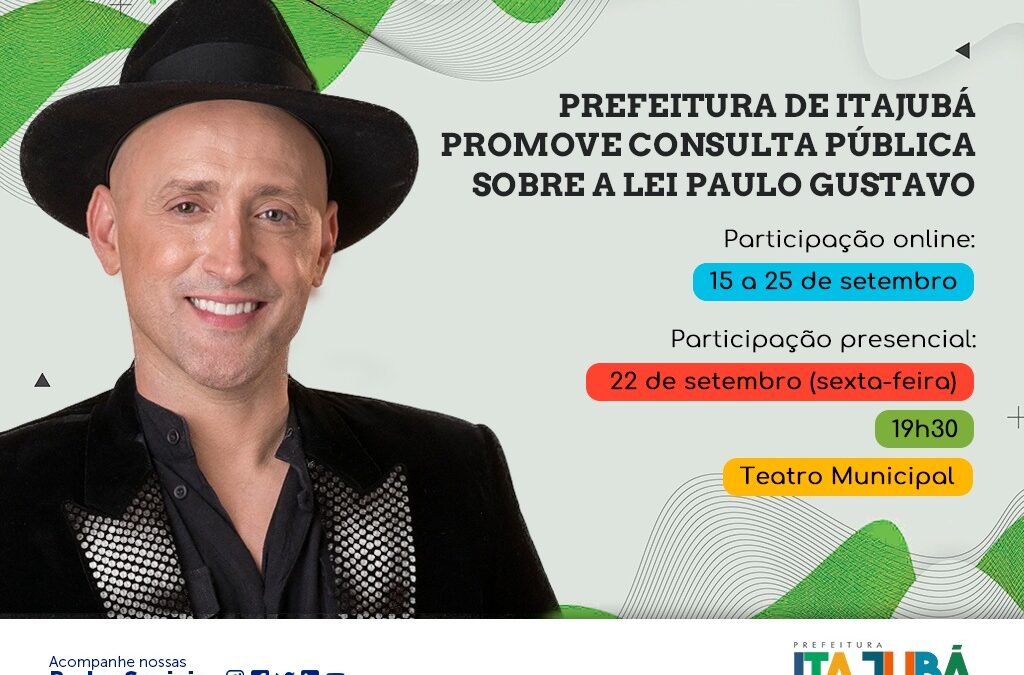 PREFEITURA DE ITAJUBÁ
PROMOVE CONSULTA PÚBLICA
SOBRE A LEI PAULO GUSTAVO
Participação online:
15 a 25 de setembro
Participação presencial:
22 de setembro (sexta-feira)
19h30
Teatro Municipal
Acompanhe nossas
PREFEITURA
ITAJUBÁ